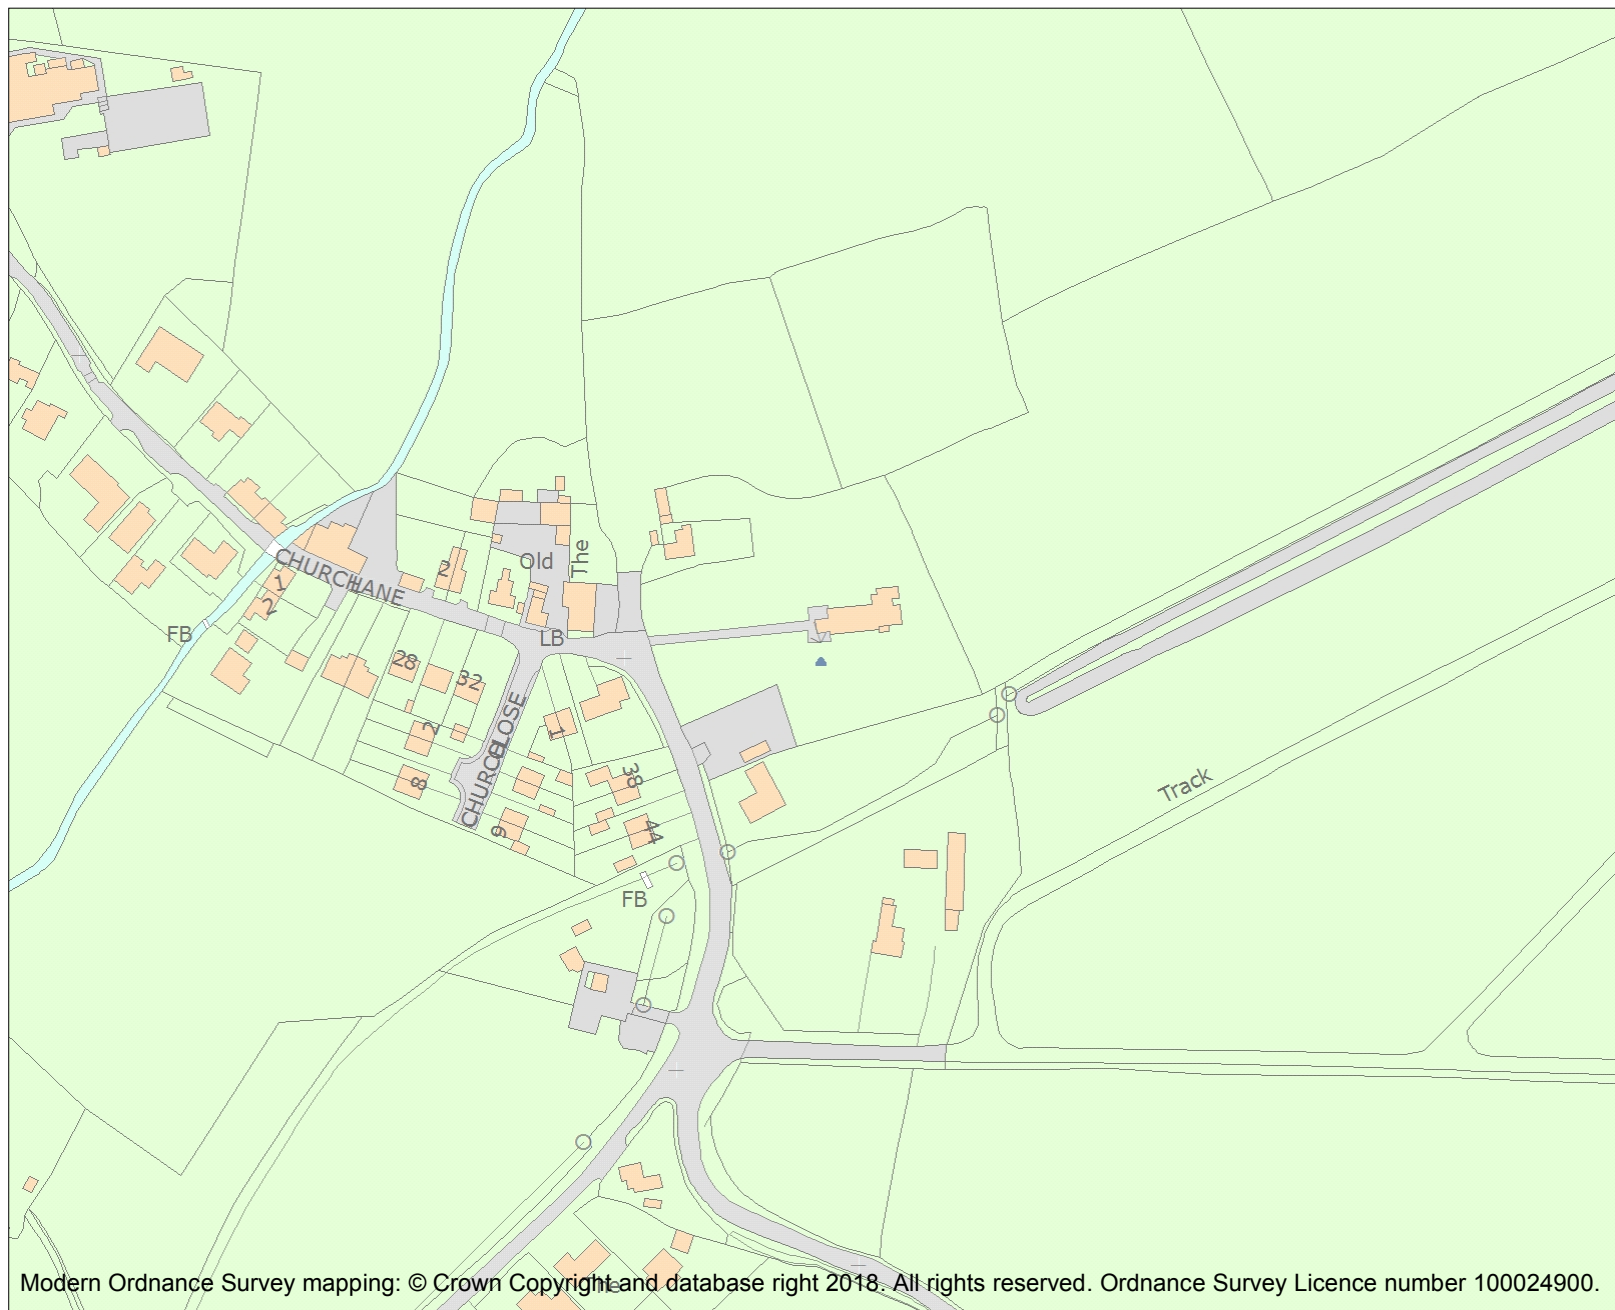 The
Old
CHURCH LANE
2
1
2
FB
LB
28
32
CHURCH CLOSE
2
1
8
9
38
44
Track
FB
The
Modern Ordnance Survey mapping: © Crown Copyright and database right 2018. All rights reserved. Ordnance Survey Licence number 100024900.